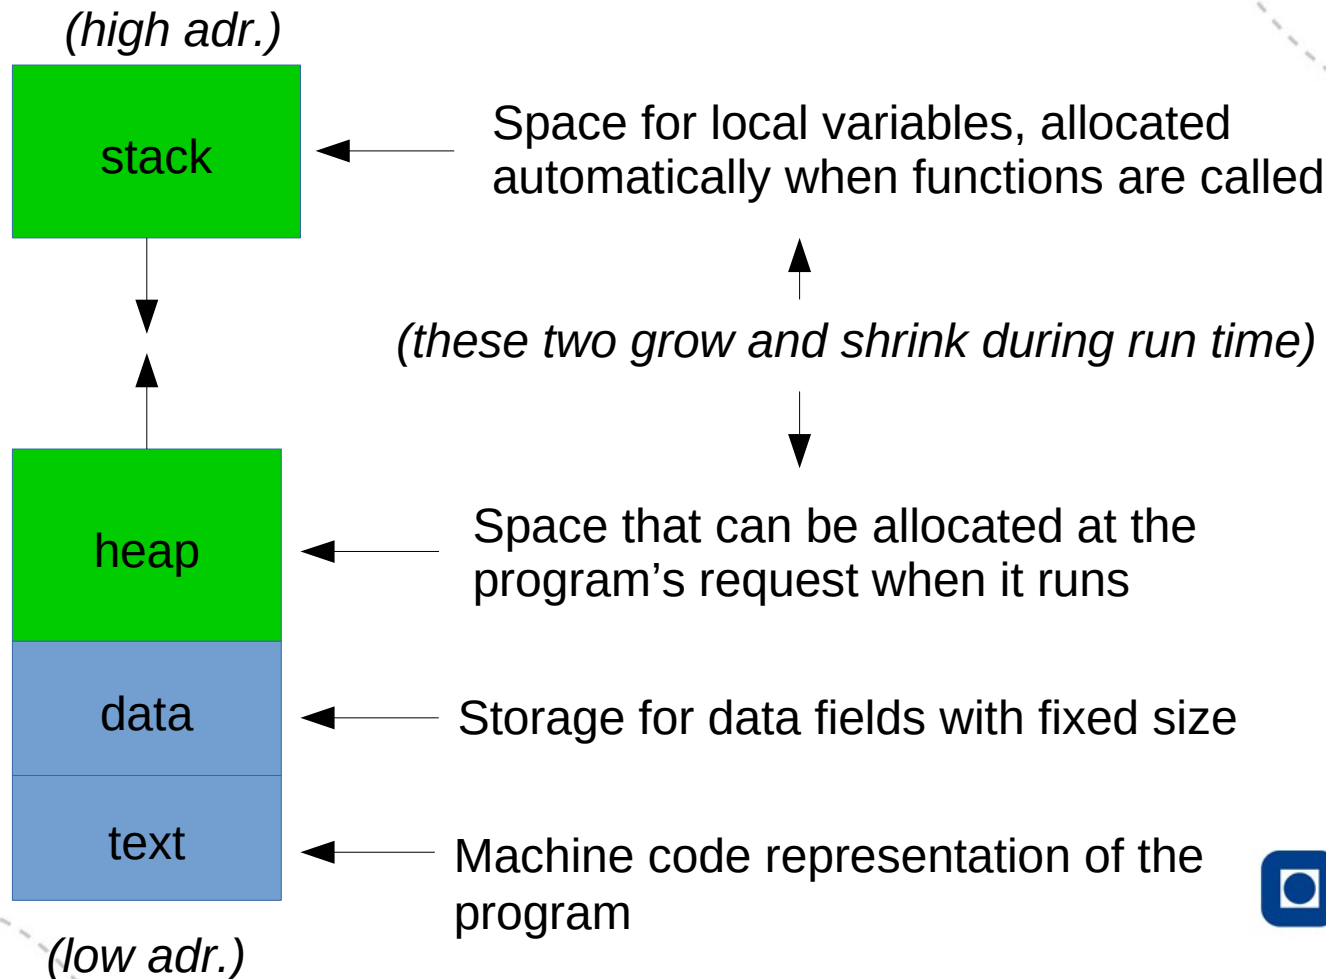 (high adr.)
stack
Space for local variables, allocated
automatically when functions are called
(these two grow and shrink during run time)
heap
Space that can be allocated at the
program’s request when it runs
data
Storage for data fields with fixed size
text
Machine code representation of the
program
(low adr.)